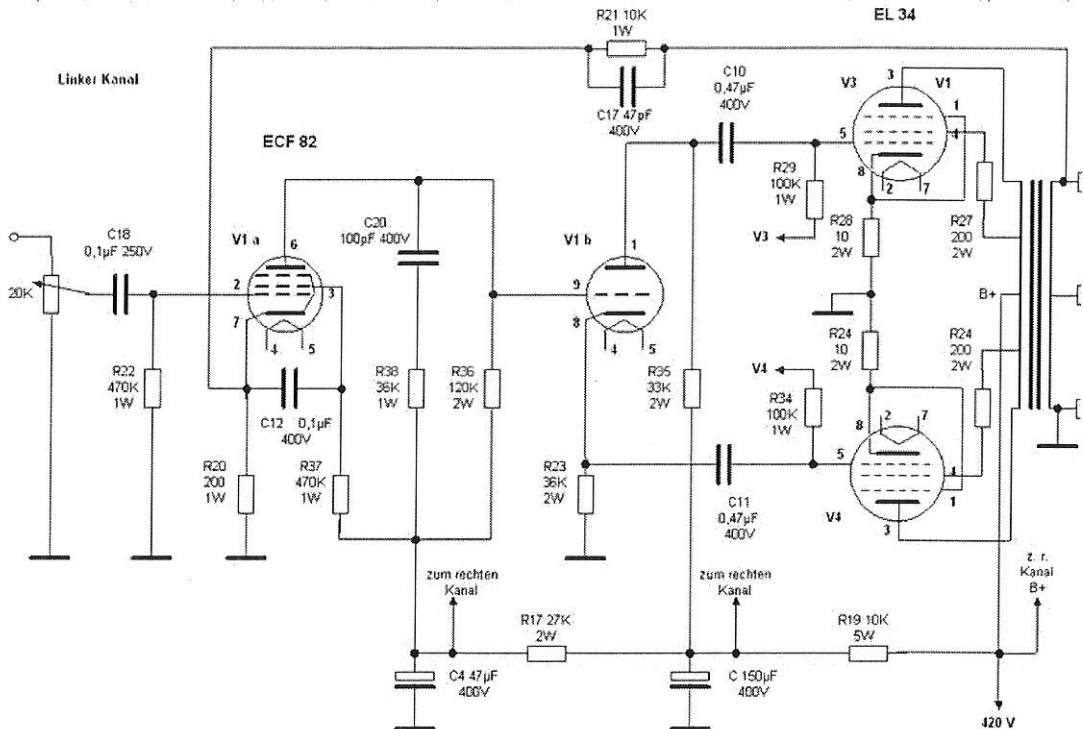 EL 34
R21 10K
1W
Linker Kanal
C10
0,47µF
400V
V3
3
V1
C17 47pF
400V
1
4
5
ECF 82
R29
100K
1W
8
2
7
C18
0,1µF 250V
C20
100pF 400V
R28
10
2W
R27
200
2W
V1 a
6
V1 b
1
V3
20K
2
3
9
B+
7
8
4
5
4
5
R24
10
2W
R24
200
2W
R22
470K
1W
R38
36K
1W
R36
120K
2W
R35
33K
2W
V4
R34
100K
1W
2
7
8
C12
0,1µF
400V
5
4
1
R20
200
1W
R37
470K
1W
R23
36K
2W
C11
0,47µF
400V
V4
3
zum rechten
Kanal
zum rechten
Kanal
z. r.
Kanal
B+
R17 27K
2W
R19 10K
5W
C4 47µF
400V
C 150µF
400V
420 V